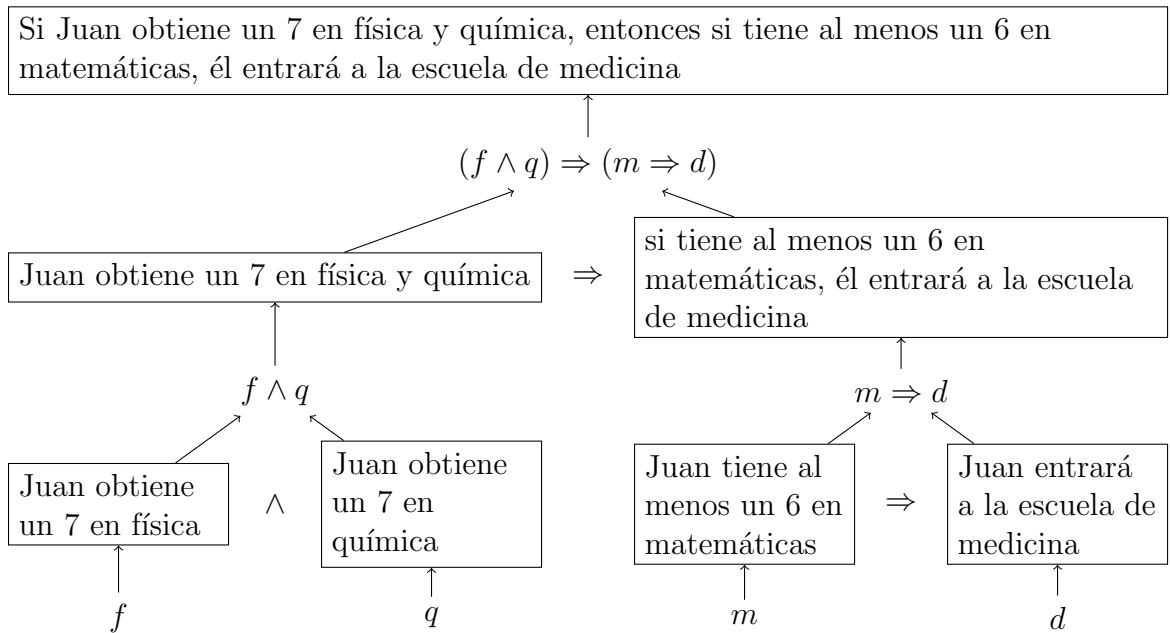 Si Juan obtiene un 7 en física y química, entonces si tiene al menos un 6 en
matemáticas, él entrará a la escuela de medicina
(f ∧ q) ⇒ (m ⇒ d)
Juan obtiene un 7 en física y química
⇒
si tiene al menos un 6 en
matemáticas, él entrará a la escuela
de medicina
f ∧ q
m ⇒ d
Juan obtiene
un 7 en física
∧
Juan obtiene
un 7 en
química
Juan tiene al
menos un 6 en
matemáticas
⇒
Juan entrará
a la escuela de
medicina
f
q
m
d